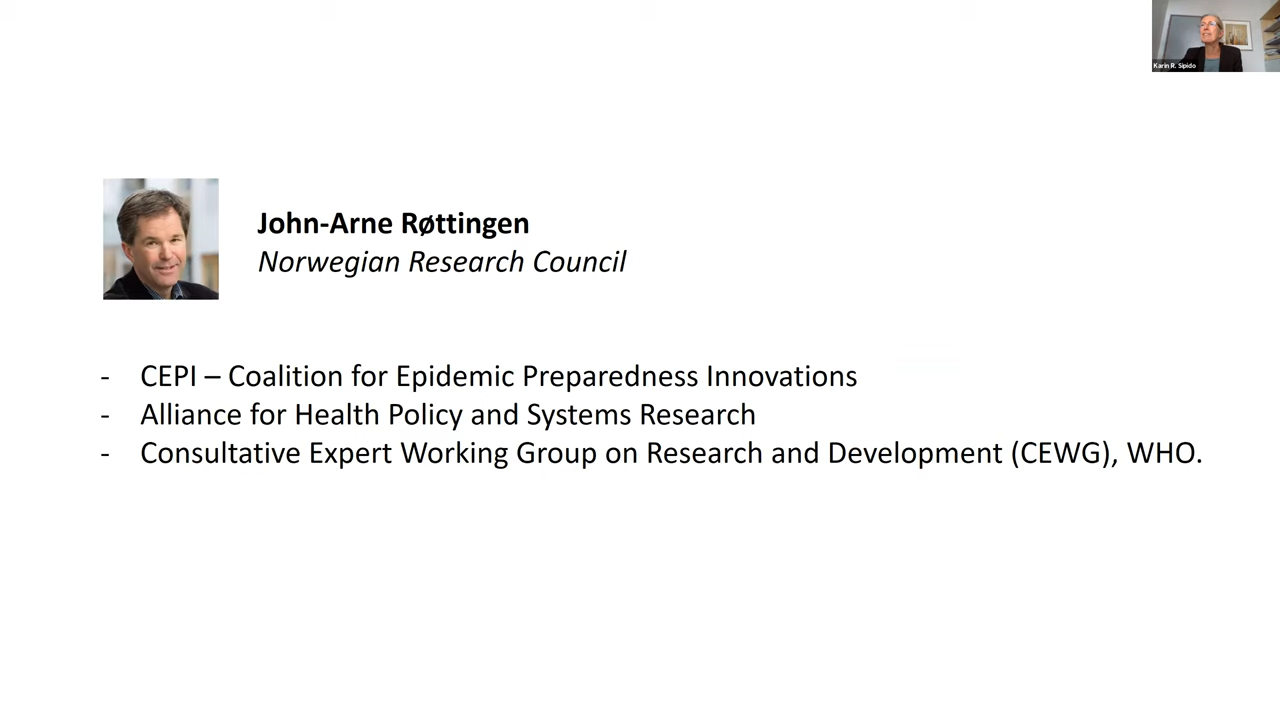 Karin R. Sipido
John-Arne Røttingen
Norwegian Research Council
- CEPI – Coalition for Epidemic Preparedness Innovations
- Alliance for Health Policy and Systems Research
- Consultative Expert Working Group on Research and Development (CEWG), WHO.